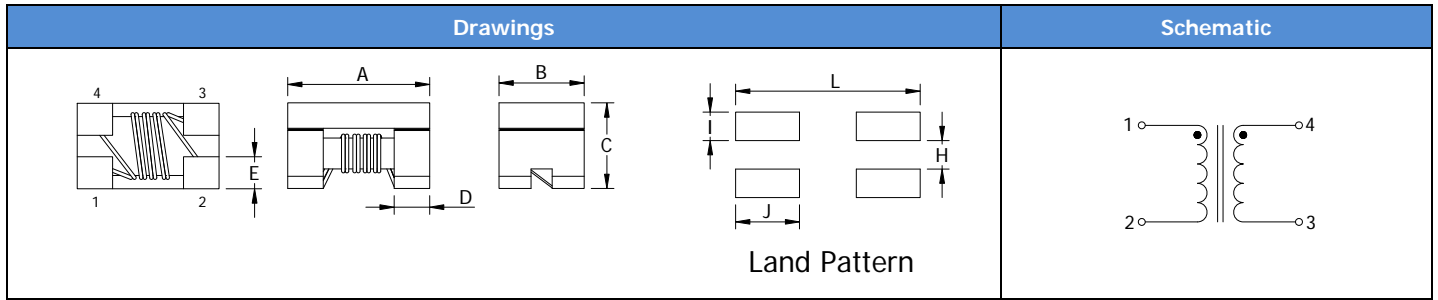 Drawings
Schematic
4 3
E
1 2
A
D
B
C
L
I
H
J
Land Pattern
1 4
2 3